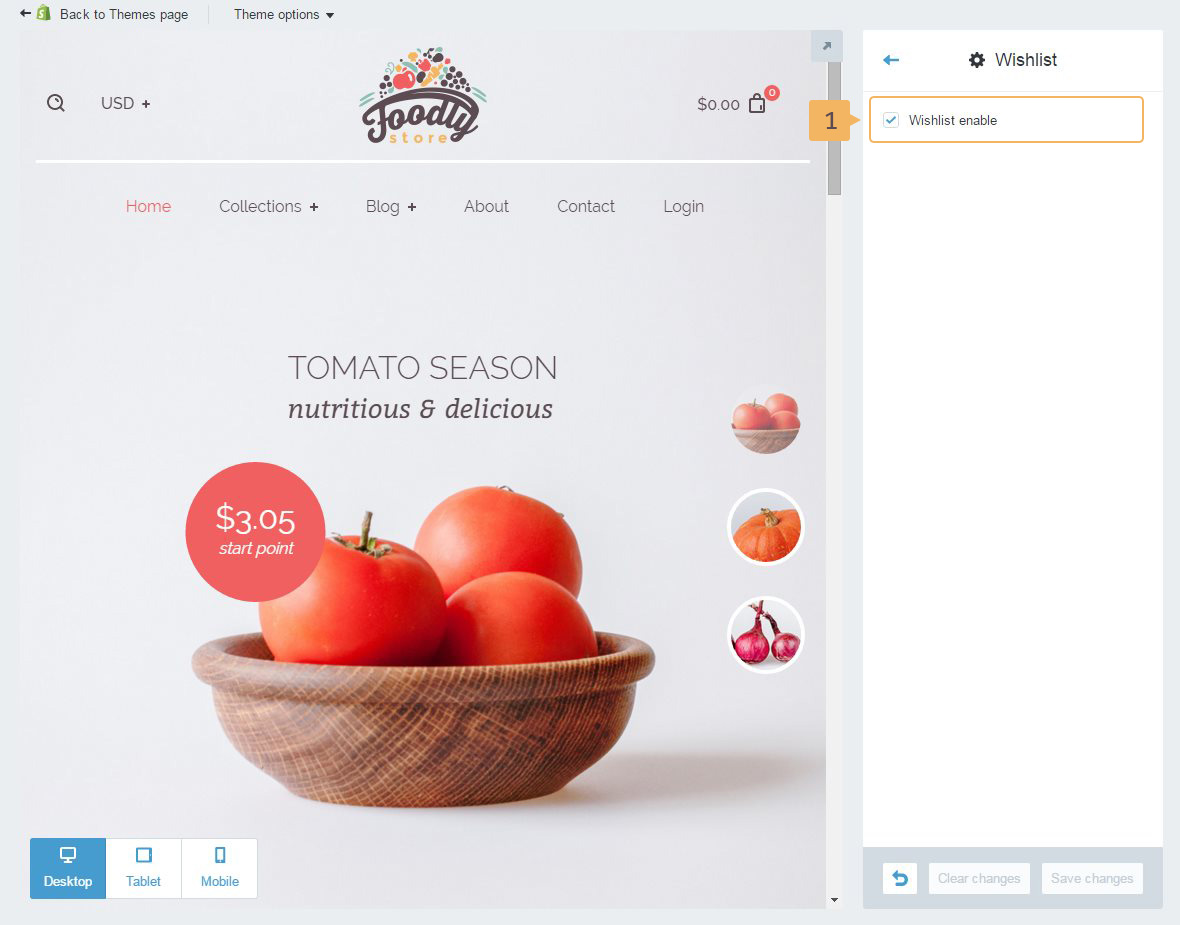 Back to Themes page
Theme options
USD +
Foodly
store
$0.00
0
Home
Collections +
Blog +
About
Contact
Login
TOMATO SEASON
nutritious & delicious
$3.05
start point
Desktop
Tablet
Mobile
Wishlist
1
Wishlist enable
Clear changes
Save changes